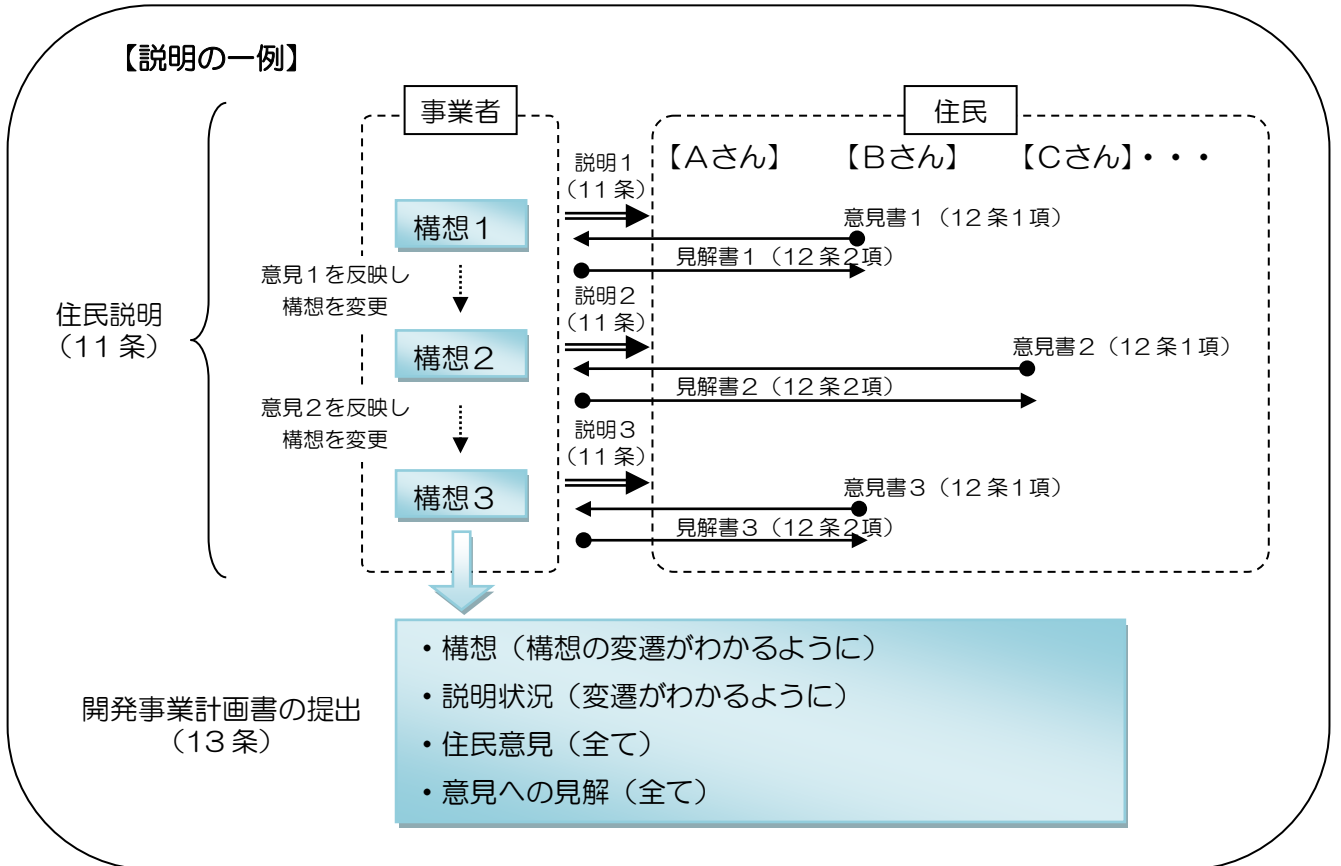 【説明の一例】
事業者
住民
【Aさん】
【Bさん】
【Cさん】・・・
説明1
（11条）
構想1
意見書1（12条1項）
見解書1（12条2項）
意見1を反映し
構想を変更
住民説明
（11条）
説明2
（11条）
構想2
意見書2（12条1項）
見解書2（12条2項）
意見2を反映し
構想を変更
説明3
（11条）
構想3
意見書3（12条1項）
見解書3（12条2項）
開発事業計画書の提出
（13条）
・構想（構想の変遷がわかるように）
・説明状況（変遷がわかるように）
・住民意見（全て）
・意見への見解（全て）